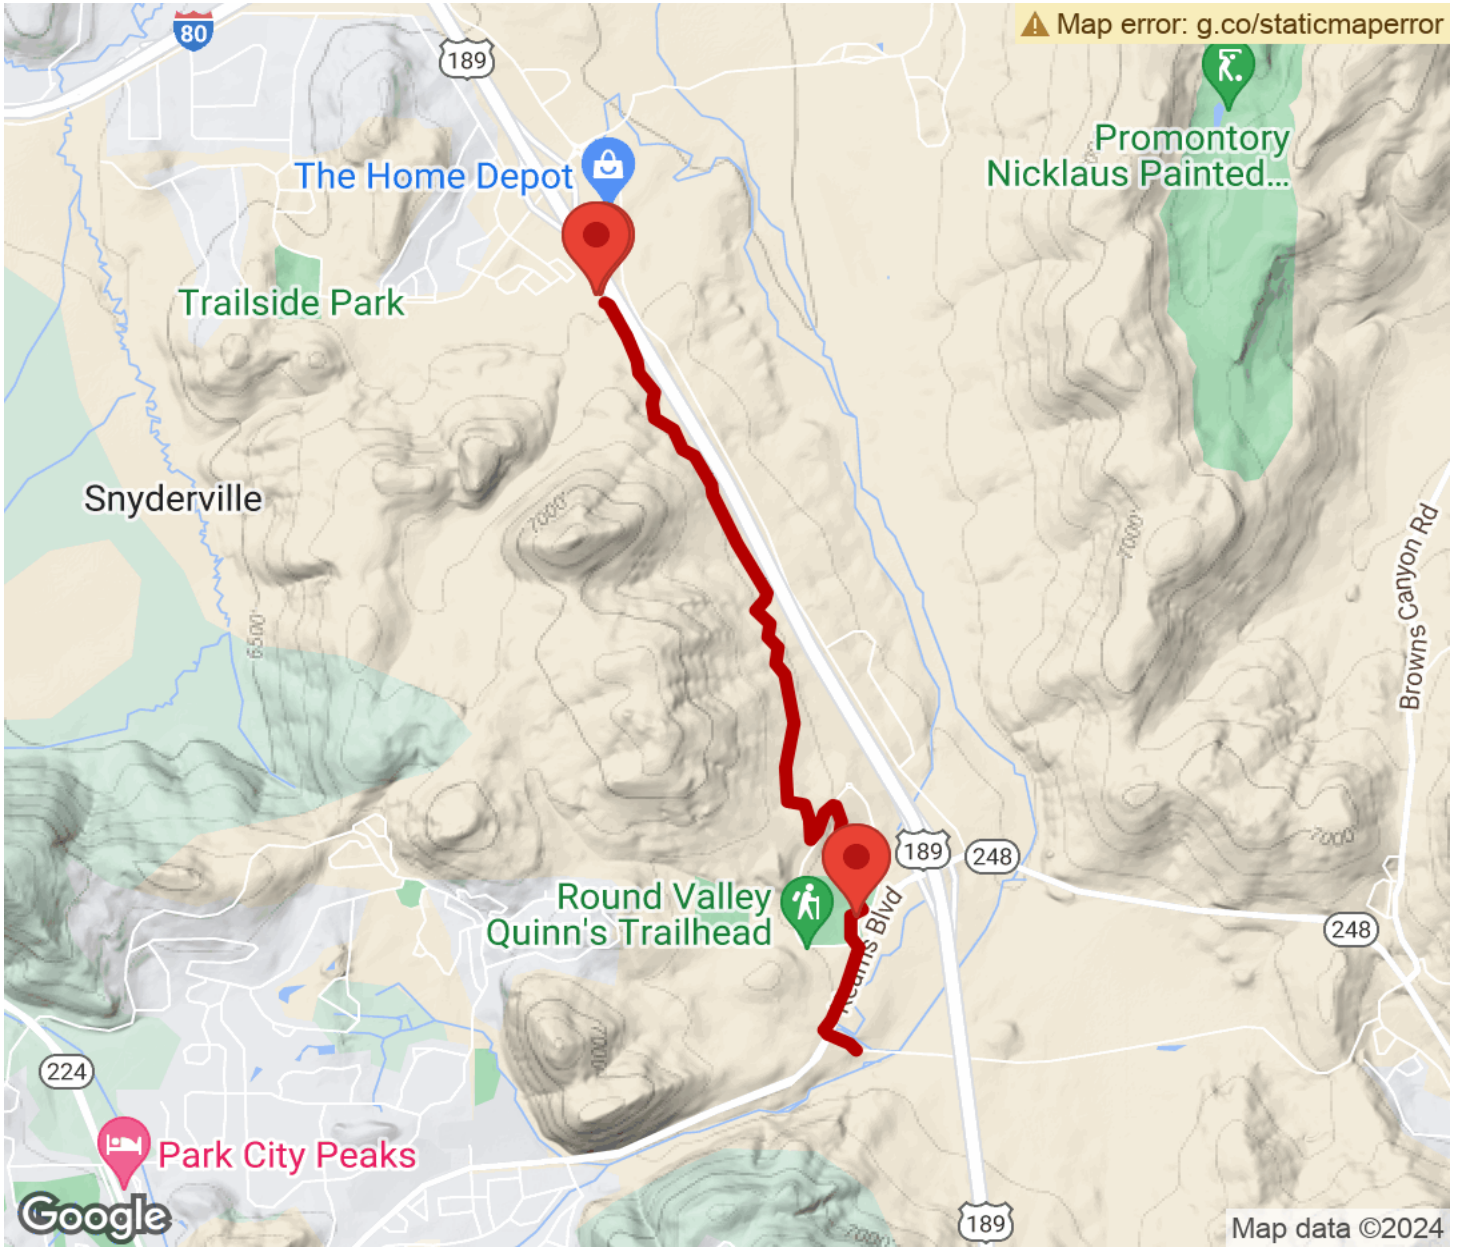 80
189
Map error: g.co/staticmaperror
The Home Depot
Promontory
Nicklaus Painted...
Trailside Park
Snyderville
7000'
7000'
Browns Canyon Rd
6500'
7000'
189
248
Round Valley
Quinn's Trailhead
Kearns Blvd
248
224
Park City Peaks
Google
189
7000'
Map data ©2024